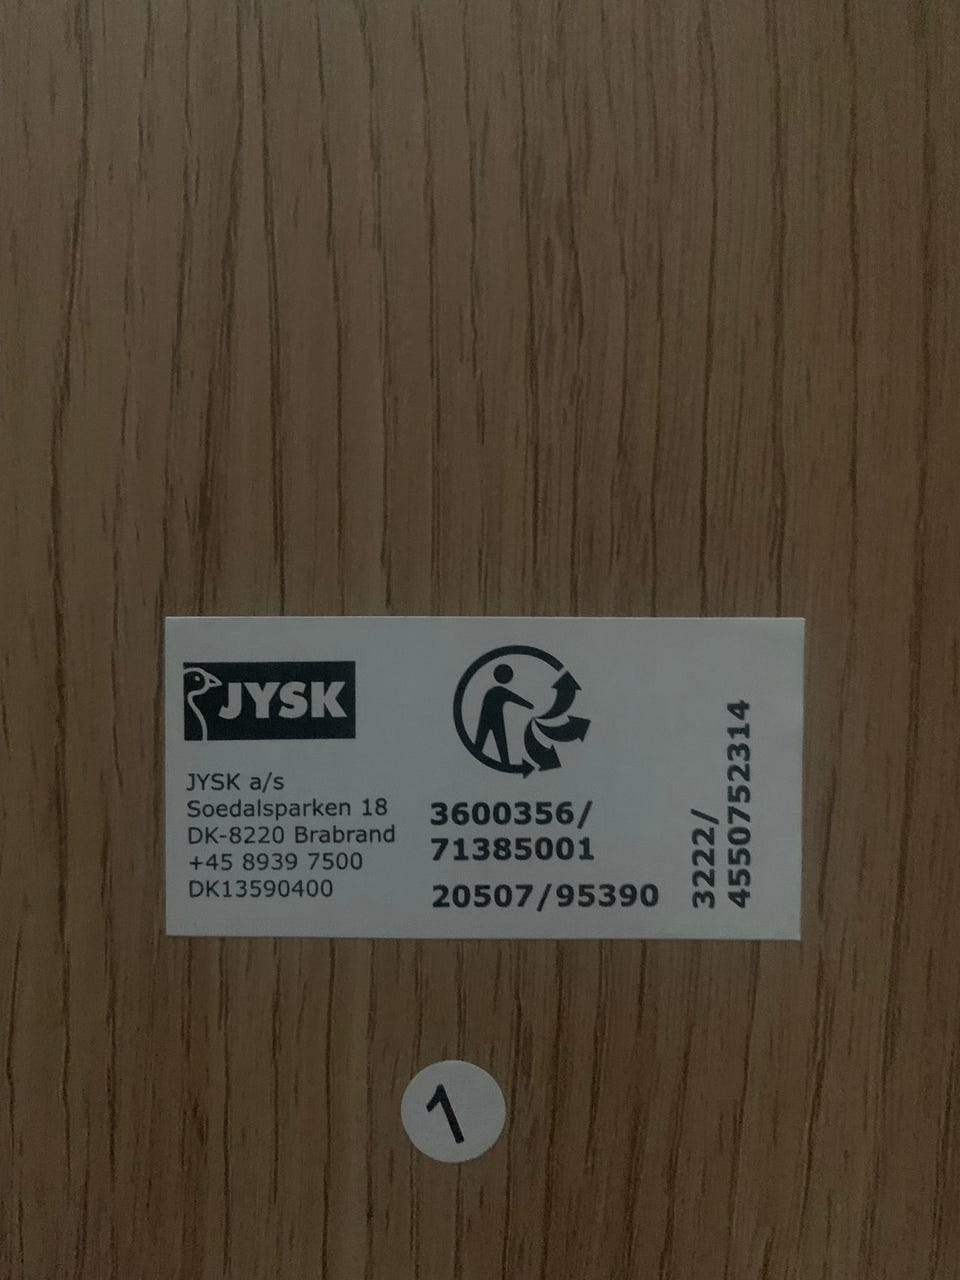 JYSK
JYSK a/s
Soedalsparken 18
DK-8220 Brabrand
+45 8939 7500
DK13590400
3600356/
71385001
20507/95390
3222/
4550752314
1